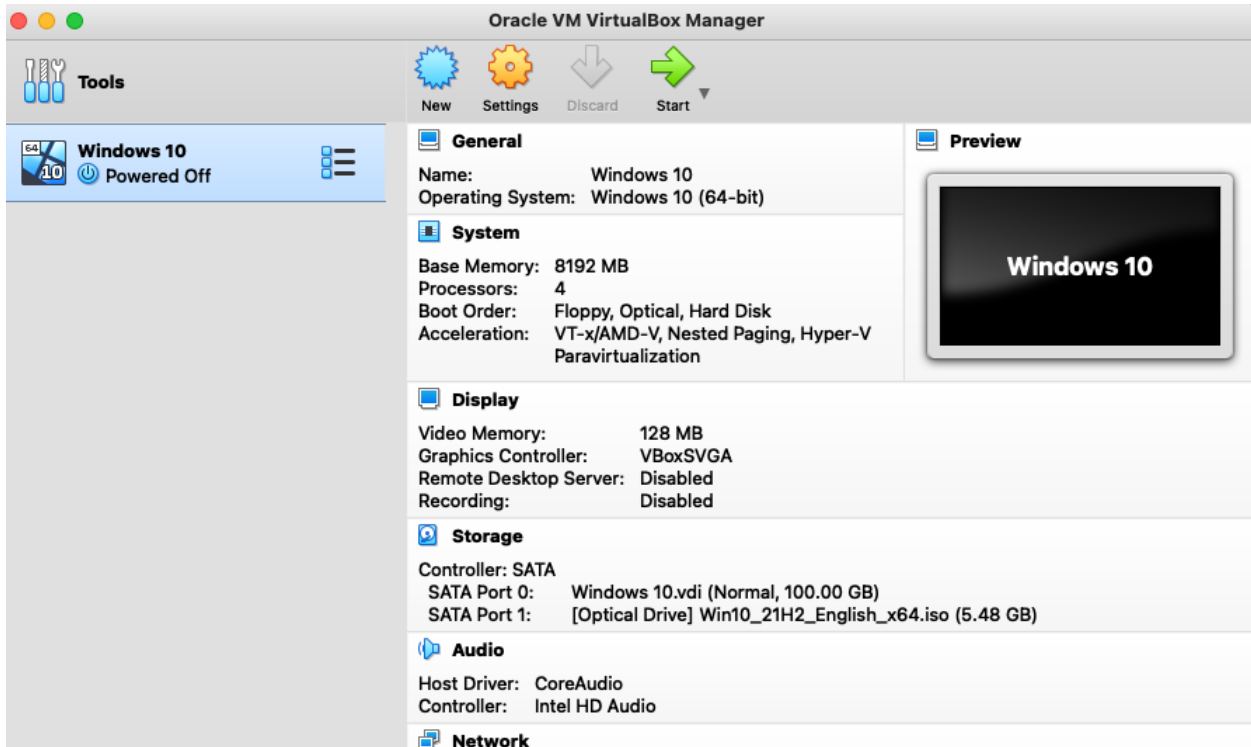 Oracle VM VirtualBox Manager
Tools
New Settings Discard Start
64
10
Windows 10
Powered Off
General
Name: Windows 10
Operating System: Windows 10 (64-bit)
System
Base Memory: 8192 MB
Processors: 4
Boot Order: Floppy, Optical, Hard Disk
Acceleration: VT-x/AMD-V, Nested Paging, Hyper-V
Paravirtualization
Preview
Windows 10
Display
Video Memory: 128 MB
Graphics Controller: VBoxSVGA
Remote Desktop Server: Disabled
Recording: Disabled
Storage
Controller: SATA
SATA Port 0: Windows 10.vdi (Normal, 100.00 GB)
SATA Port 1: [Optical Drive] Win10_21H2_English_x64.iso (5.48 GB)
Audio
Host Driver: CoreAudio
Controller: Intel HD Audio
Network